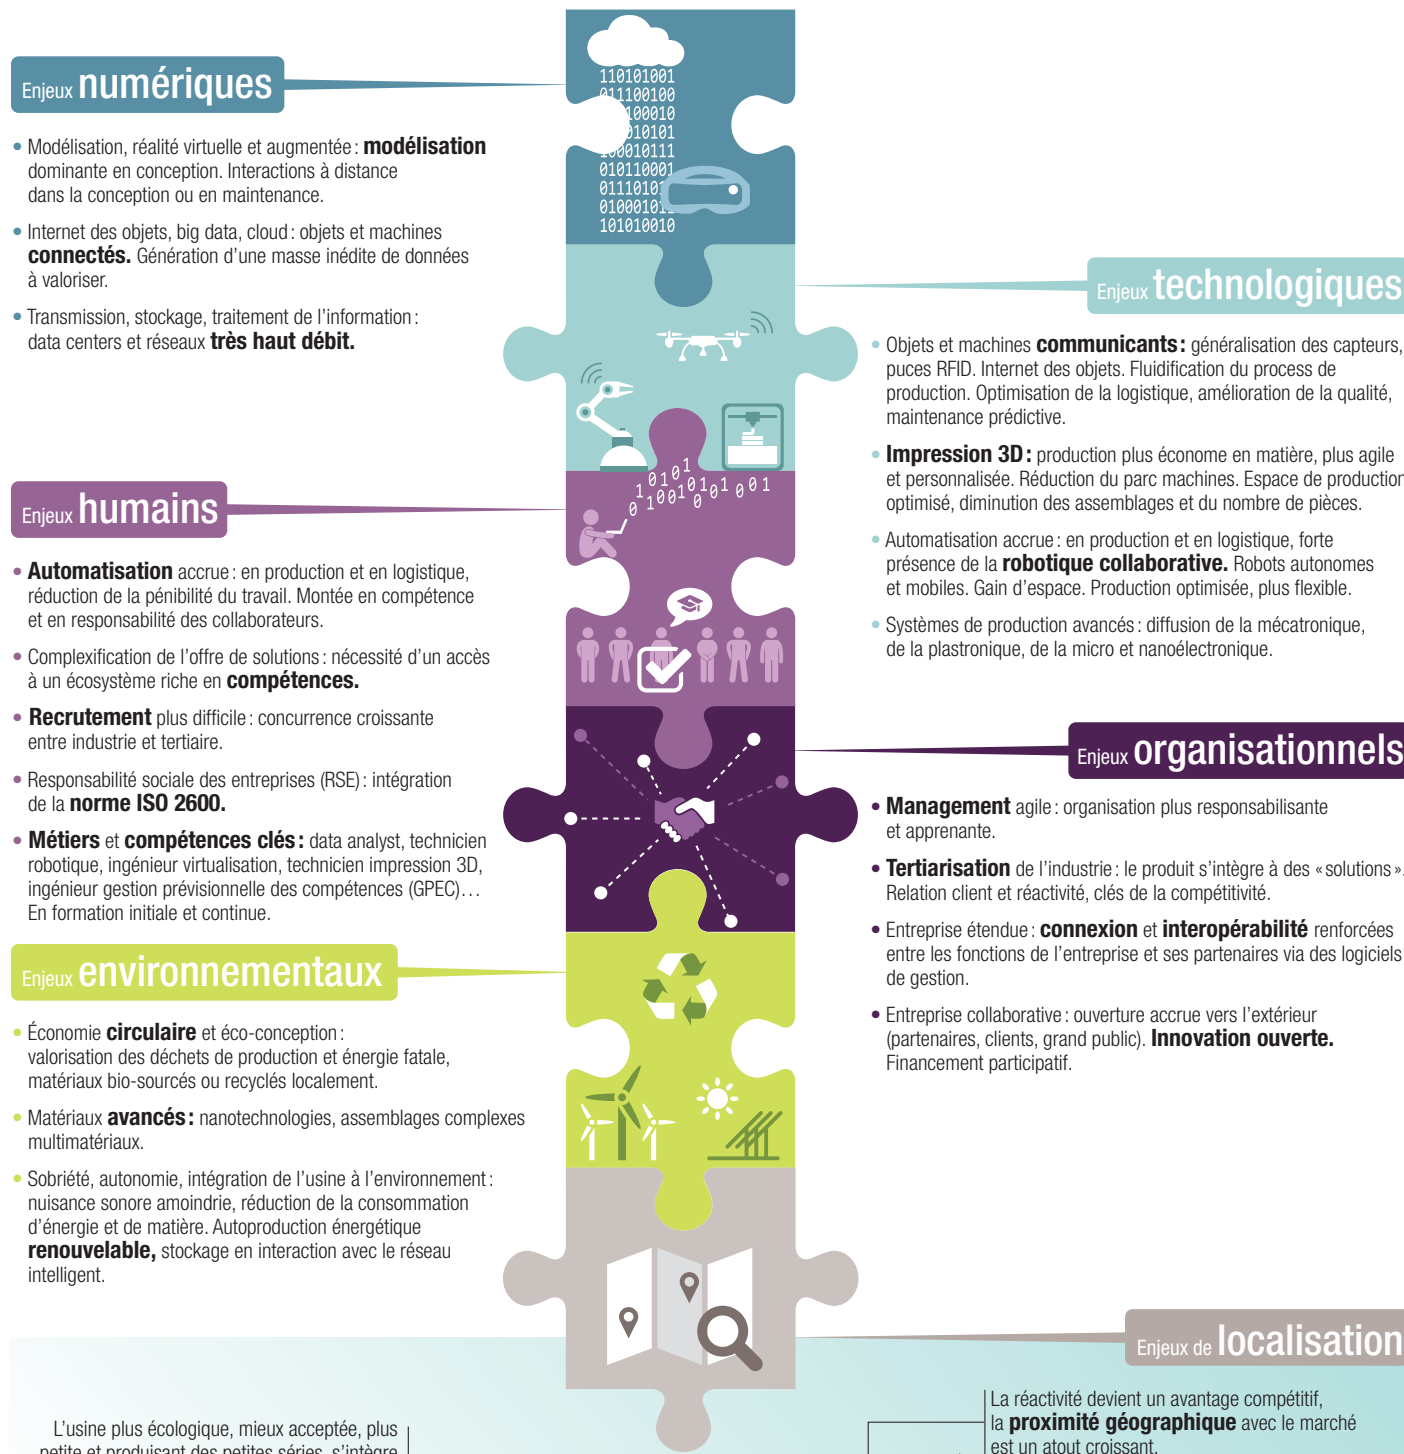 Enjeux numériques
• Modélisation, réalité virtuelle et augmentée : modélisation
dominante en conception. Interactions à distance
dans la conception ou en maintenance.
• Internet des objets, big data, cloud : objets et machines
connectés. Génération d’une masse inédite de données
à valoriser.
• Transmission, stockage, traitement de l’information :
data centers et réseaux très haut débit.
110101001
011100100
100010
010101
100010111
010110001
0111010
01000101
101010010
Enjeux technologiques
• Objets et machines communicants : généralisation des capteurs,
puces RFID. Internet des objets. Fluidification du process de
production. Optimisation de la logistique, amélioration de la qualité,
maintenance prédictive.
• Impression 3D : production plus économe en matière, plus agile
et personnalisée. Réduction du parc machines. Espace de production
optimisé, diminution des assemblages et du nombre de pièces.
• Automatisation accrue : en production et en logistique, forte
présence de la robotique collaborative. Robots autonomes
et mobiles. Gain d’espace. Production optimisée, plus flexible.
• Systèmes de production avancés : diffusion de la mécatronique,
de la plastronique, de la micro et nanoélectronique.
Enjeux humains
• Automatisation accrue : en production et en logistique,
réduction de la pénibilité du travail. Montée en compétence
et en responsabilité des collaborateurs.
• Complexification de l’offre de solutions : nécessité d’un accès
à un écosystème riche en compétences.
• Recrutement plus difficile : concurrence croissante
entre industrie et tertiaire.
• Responsabilité sociale des entreprises (RSE) : intégration
de la norme ISO 2600.
• Métiers et compétences clés : data analyst, technicien
robotique, ingénieur virtualisation, technicien impression 3D,
ingénieur gestion prévisionnelle des compétences (GPEC)…
En formation initiale et continue.
Enjeux organisationnels
• Management agile : organisation plus responsabilisante
et apprenante.
• Tertiarisation de l’industrie : le produit s’intègre à des « solutions ».
Relation client et réactivité, clés de la compétitivité.
• Entreprise étendue : connexion et interopérabilité renforcées
entre les fonctions de l’entreprise et ses partenaires via des logiciels
de gestion.
• Entreprise collaborative : ouverture accrue vers l’extérieur
(partenaires, clients, grand public). Innovation ouverte.
Financement participatif.
Enjeux environnementaux
• Économie circulaire et éco-conception :
valorisation des déchets de production et énergie fatale,
matériaux bio-sourcés ou recyclés localement.
• Matériaux avancés : nanotechnologies, assemblages complexes
multimatériaux.
• Sobriété, autonomie, intégration de l’usine à l’environnement :
nuisance sonore amoindrie, réduction de la consommation
d’énergie et de matière. Autoproduction énergétique
renouvelable, stockage en interaction avec le réseau
intelligent.
Enjeux de localisation
L’usine plus écologique, mieux acceptée, plus
petite et produisant des petites séries, s’intègre
La réactivité devient un avantage compétitif,
la proximité géographique avec le marché
est un atout croissant.